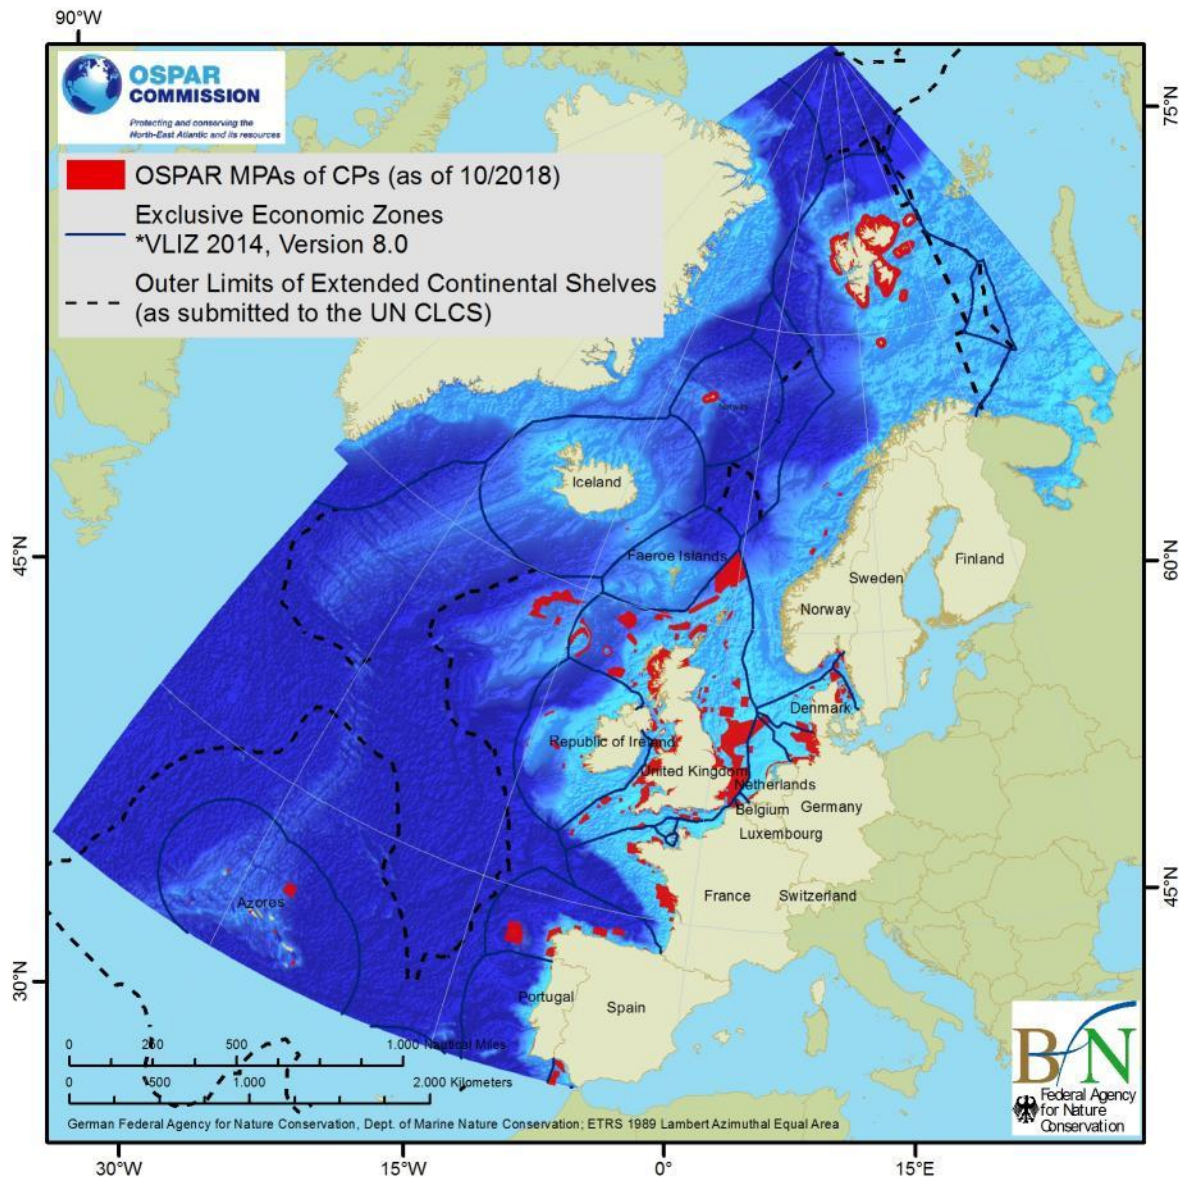 90°W
OSPAR
COMMISSION
Protecting and conserving the
North-East Atlantic and its resources
75°N
OSPAR MPAs of CPs (as of 10/2018)
Exclusive Economic Zones
*VLIZ 2014, Version 8.0
Outer Limits of Extended Continental Shelves
(as submitted to the UN CLCS)
Norway
Iceland
45°N
Faeroe Islands
60°N
Finland
Sweden
Norway
Denmark
Republic of Ireland
United Kingdom
Netherlands
Belgium
Germany
Luxembourg
France
Switzerland
45°N
Azores
30°N
Portugal
Spain
0 250 500 1.000 Nautical Miles
0 500 1.000 2.000 Kilometers
BfN
Federal Agency
for Nature
Conservation
German Federal Agency for Nature Conservation, Dept. of Marine Nature Conservation; ETRS 1989 Lambert Azimuthal Equal Area
30°W
15°W
0°
15°E